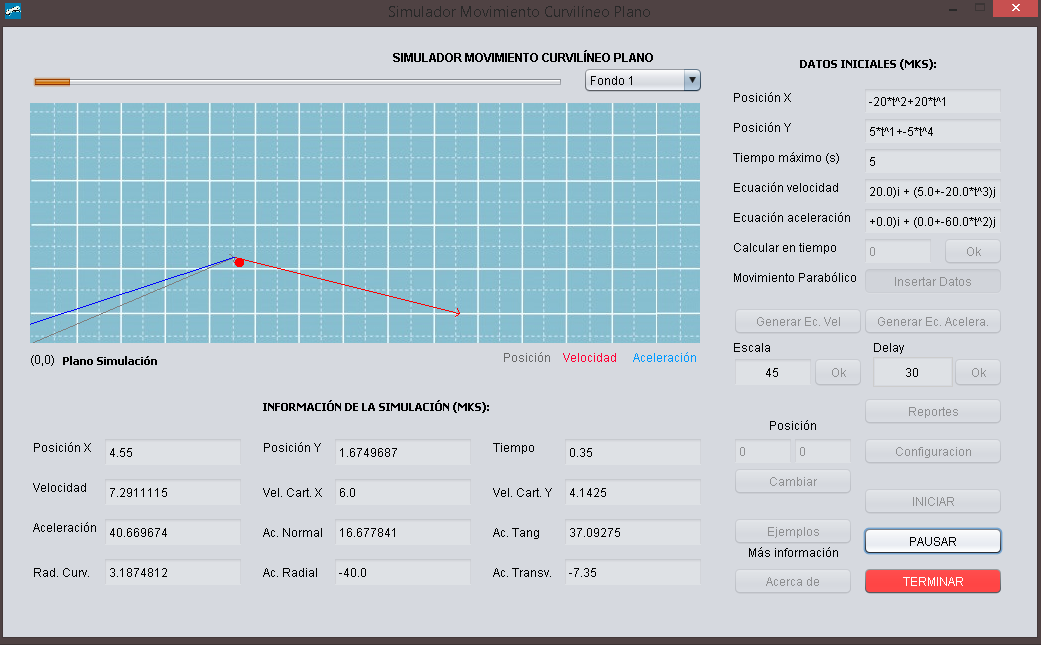 Simulador Movimiento Curvilíneo Plano
SIMULADOR MOVIMIENTO CURVILÍNEO PLANO
Fondo 1
(0,0) Plano Simulación
Posición Velocidad Aceleración
INFORMACIÓN DE LA SIMULACIÓN (MKS):
Posición X 4.55 Posición Y 1.6749687 Tiempo 0.35
Velocidad 7.2911115 Vel. Cart. X 6.0 Vel. Cart. Y 4.1425
Aceleración 40.669674 Ac. Normal 16.677841 Ac. Tang 37.09275
Rad. Curv. 3.1874812 Ac. Radial -40.0 Ac. Transv. -7.35
DATOS INICIALES (MKS):
Posición X -20*t^2+20*t^1
Posición Y 5*t^1+-5*t^4
Tiempo máximo (s) 5
Ecuación velocidad 20.0)i + (5.0+-20.0*t^3)j
Ecuación aceleración +0.0)i + (0.0+-60.0*t^2)j
Calcular en tiempo 0 Ok
Movimiento Parabólico Insertar Datos
Generar Ec. Vel Generar Ec. Acelera.
Escala Delay
45 Ok 30 Ok
Reportes
Posición
0 0 Configuracion
Cambiar
INICIAR
Ejemplos PAUSAR
Más información
Acerca de TERMINAR